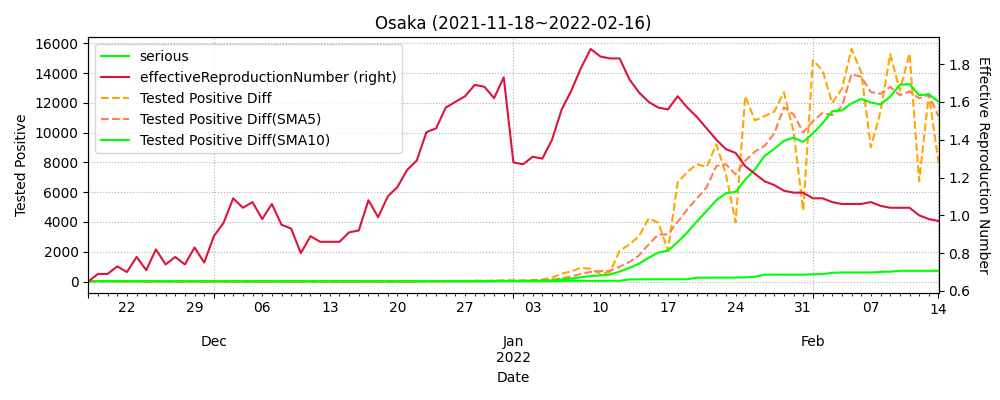 Osaka (2021-11-18~2022-02-16)
serious
effectiveReproductionNumber (right)
Tested Positive Diff
Tested Positive Diff(SMA5)
Tested Positive Diff(SMA10)
Tested Positive
16000
14000
12000
10000
8000
6000
4000
2000
0
1.8
1.6
1.4
1.2
1.0
0.8
0.6
Effective Reproduction Number
22 29 06 13 20 27 03 10 17 24 31 07 14
Dec Jan Feb
2022
Date